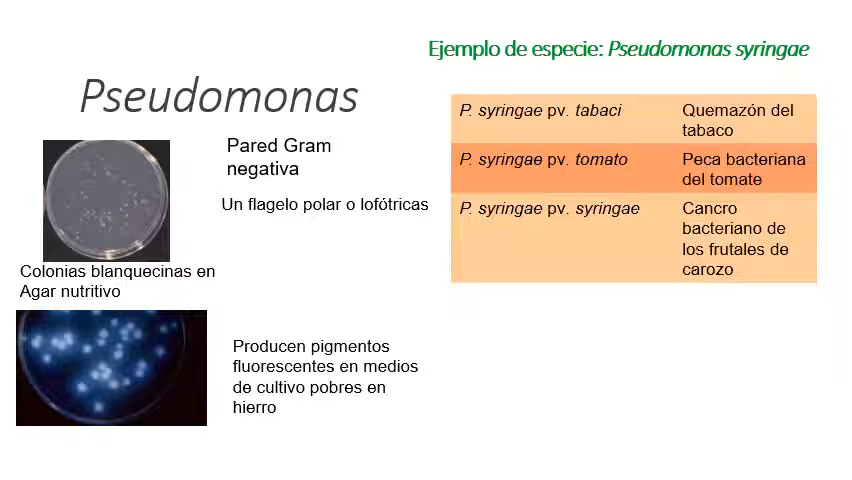 Ejemplo de especie: Pseudomonas syringae
Pseudomonas
Pared Gram
negativa
Un flagelo polar o lofótricas
Colonias blanquecinas en
Agar nutritivo
Producen pigmentos
fluorescentes en medios
de cultivo pobres en
hierro
P. syringae pv. tabaci
Quemazón del
tabaco
P. syringae pv. tomato
Peca bacteriana
del tomate
P. syringae pv. syringae
Cancro
bacteriano de
los frutales de
carozo